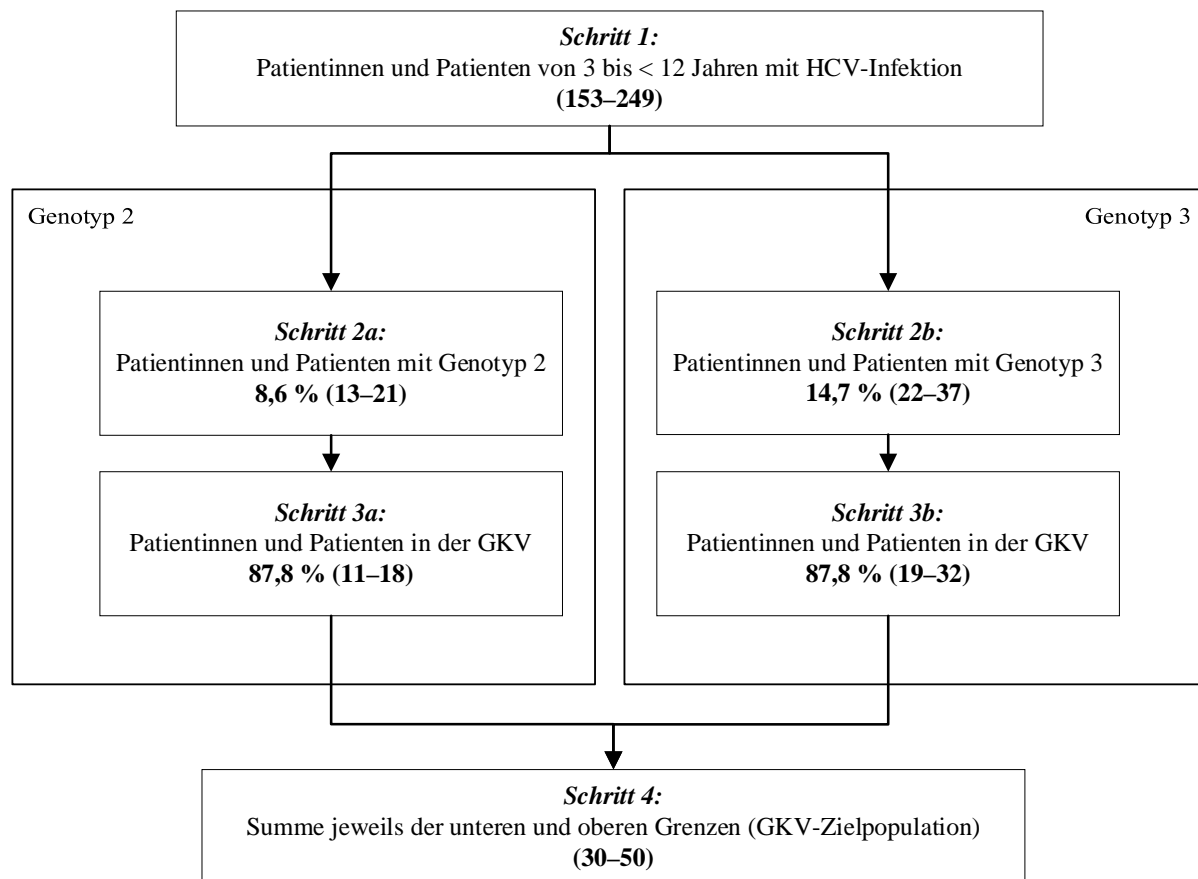 Schritt 1:
Patientinnen und Patienten von 3 bis < 12 Jahren mit HCV-Infektion
(153–249)
Genotyp 2
Schritt 2a:
Patientinnen und Patienten mit Genotyp 2
8,6 % (13–21)
Schritt 3a:
Patientinnen und Patienten in der GKV
87,8 % (11–18)
Genotyp 3
Schritt 2b:
Patientinnen und Patienten mit Genotyp 3
14,7 % (22–37)
Schritt 3b:
Patientinnen und Patienten in der GKV
87,8 % (19–32)
Schritt 4:
Summe jeweils der unteren und oberen Grenzen (GKV-Zielpopulation)
(30–50)